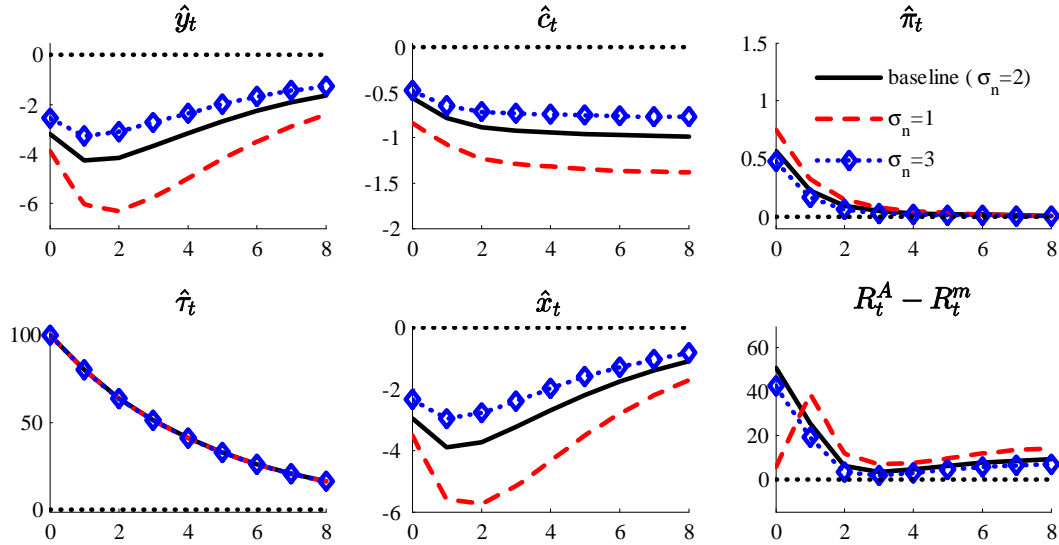 ŷ_t ĉ_t π̂_t
0 0 1.5
-2 -0.5 1
-4 -1 0.5
-6 -1.5 0
-2
baseline ( σ_n=2)
σ_n=1
σ_n=3
0 2 4 6 8 0 2 4 6 8 0 2 4 6 8
τ̂_t x̂_t R_t^A − R_t^m
100 0 60
50 -2 40
0 -4 20
-6 0
0 2 4 6 8 0 2 4 6 8 0 2 4 6 8